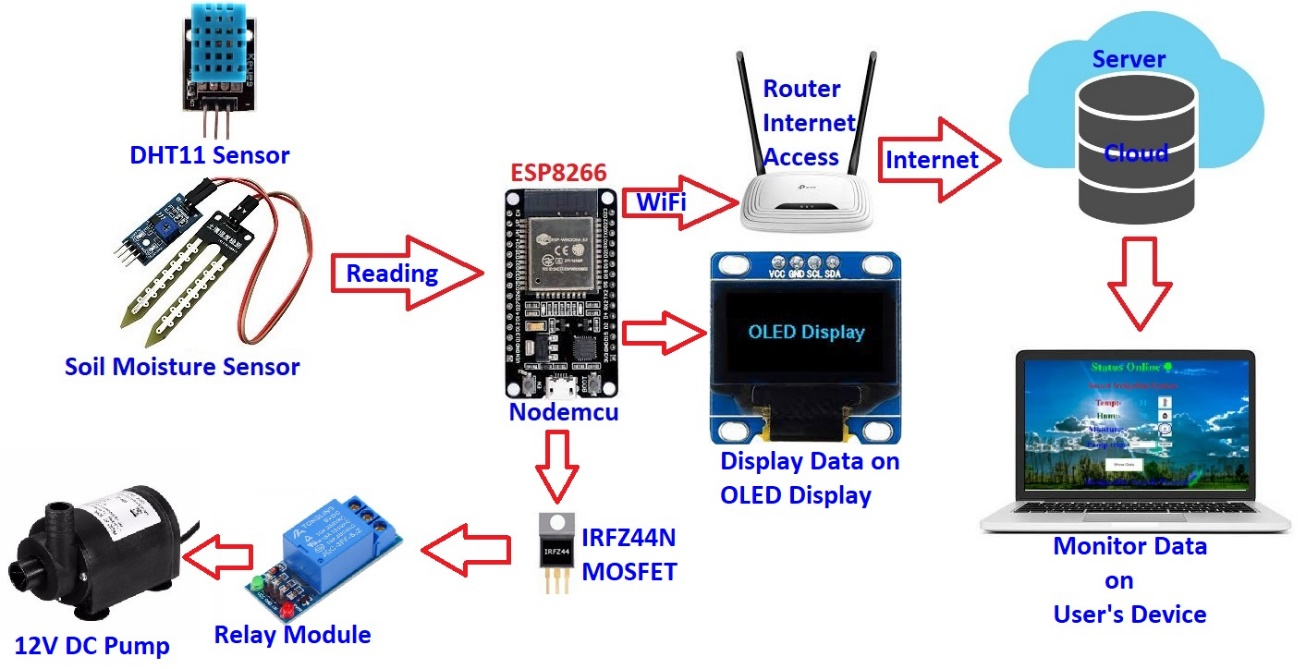 DHT11 Sensor
Soil Moisture Sensor
Reading
ESP8266
Nodemcu
WiFi
Router
Internet
Access
Internet
Server
Cloud
VCC GND SCL SDA
OLED Display
Display Data on
OLED Display
Status Online
Monitor Data
on
User's Device
IRFZ44
IRFZ44N
MOSFET
Relay Module
12V DC Pump